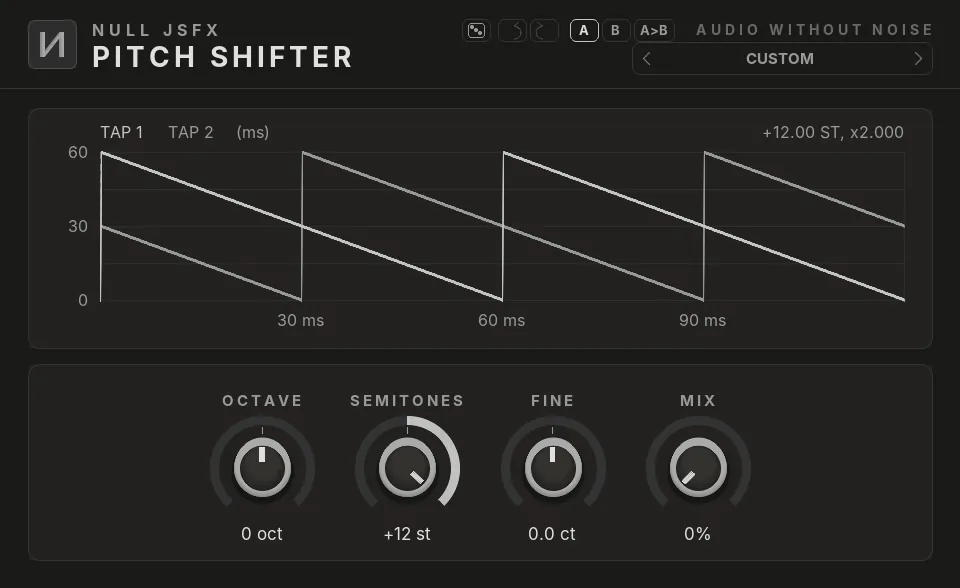 NULL JSFX
PITCH SHIFTER
A B A>B AUDIO WITHOUT NOISE
CUSTOM
TAP 1 TAP 2 (ms) +12.00 ST, x2.000
60
30
0
30 ms 60 ms 90 ms
OCTAVE SEMITONES FINE MIX
0 oct +12 st 0.0 ct 0%